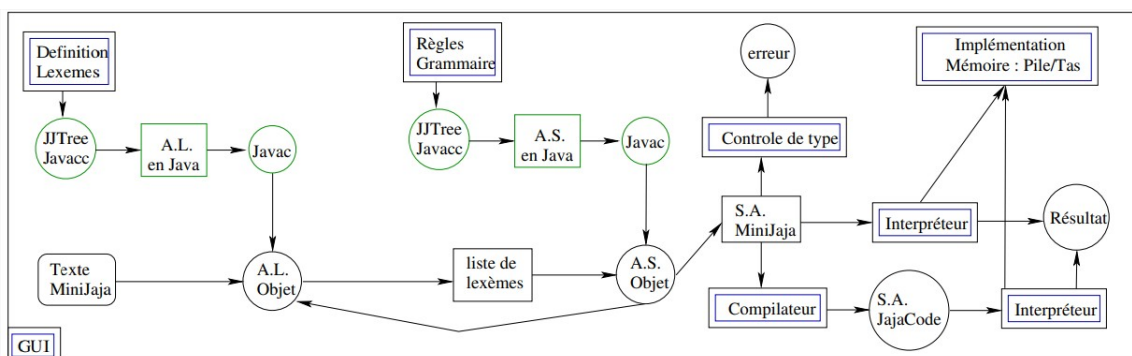 Definition
Lexemes
Règles
Grammaire
erreur
Implémentation
Mémoire : Pile/Tas
JJTree
Javacc
A.L.
en Java
Javac
JJTree
Javacc
A.S.
en Java
Javac
Controle de type
S.A.
MiniJaja
Interpréteur
Résultat
Texte
MiniJaja
A.L.
Objet
liste de
lexèmes
A.S.
Objet
Compilateur
S.A.
JajaCode
Interpréteur
GUI